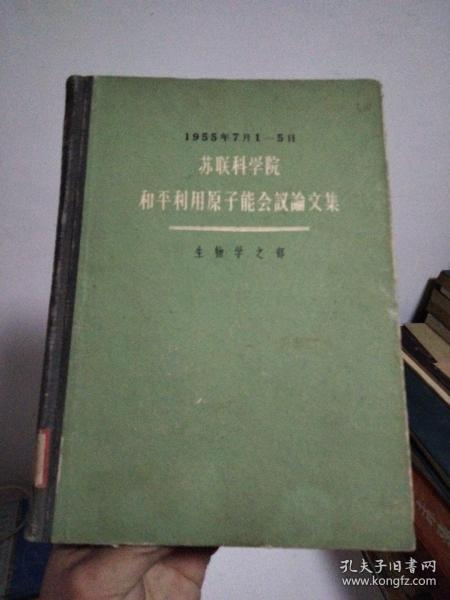 1955年7月1—5日
苏联科学院
和平利用原子能会議論文集
生物学之部
孔夫子旧书网
www.kongfz.com